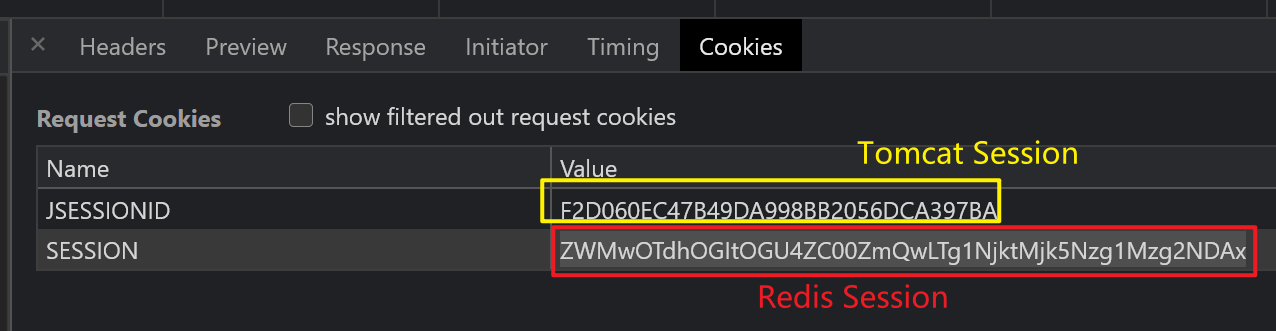 × Headers Preview Response Initiator Timing Cookies
Request Cookies show filtered out request cookies
Tomcat Session
Name Value
JSESSIONID F2D060EC47B49DA998BB2056DCA397BA
SESSION ZWMwOTdhOGItOGU4ZC00ZmQwLTg1NjktMjk5Nzg1Mzg2NDAx
Redis Session